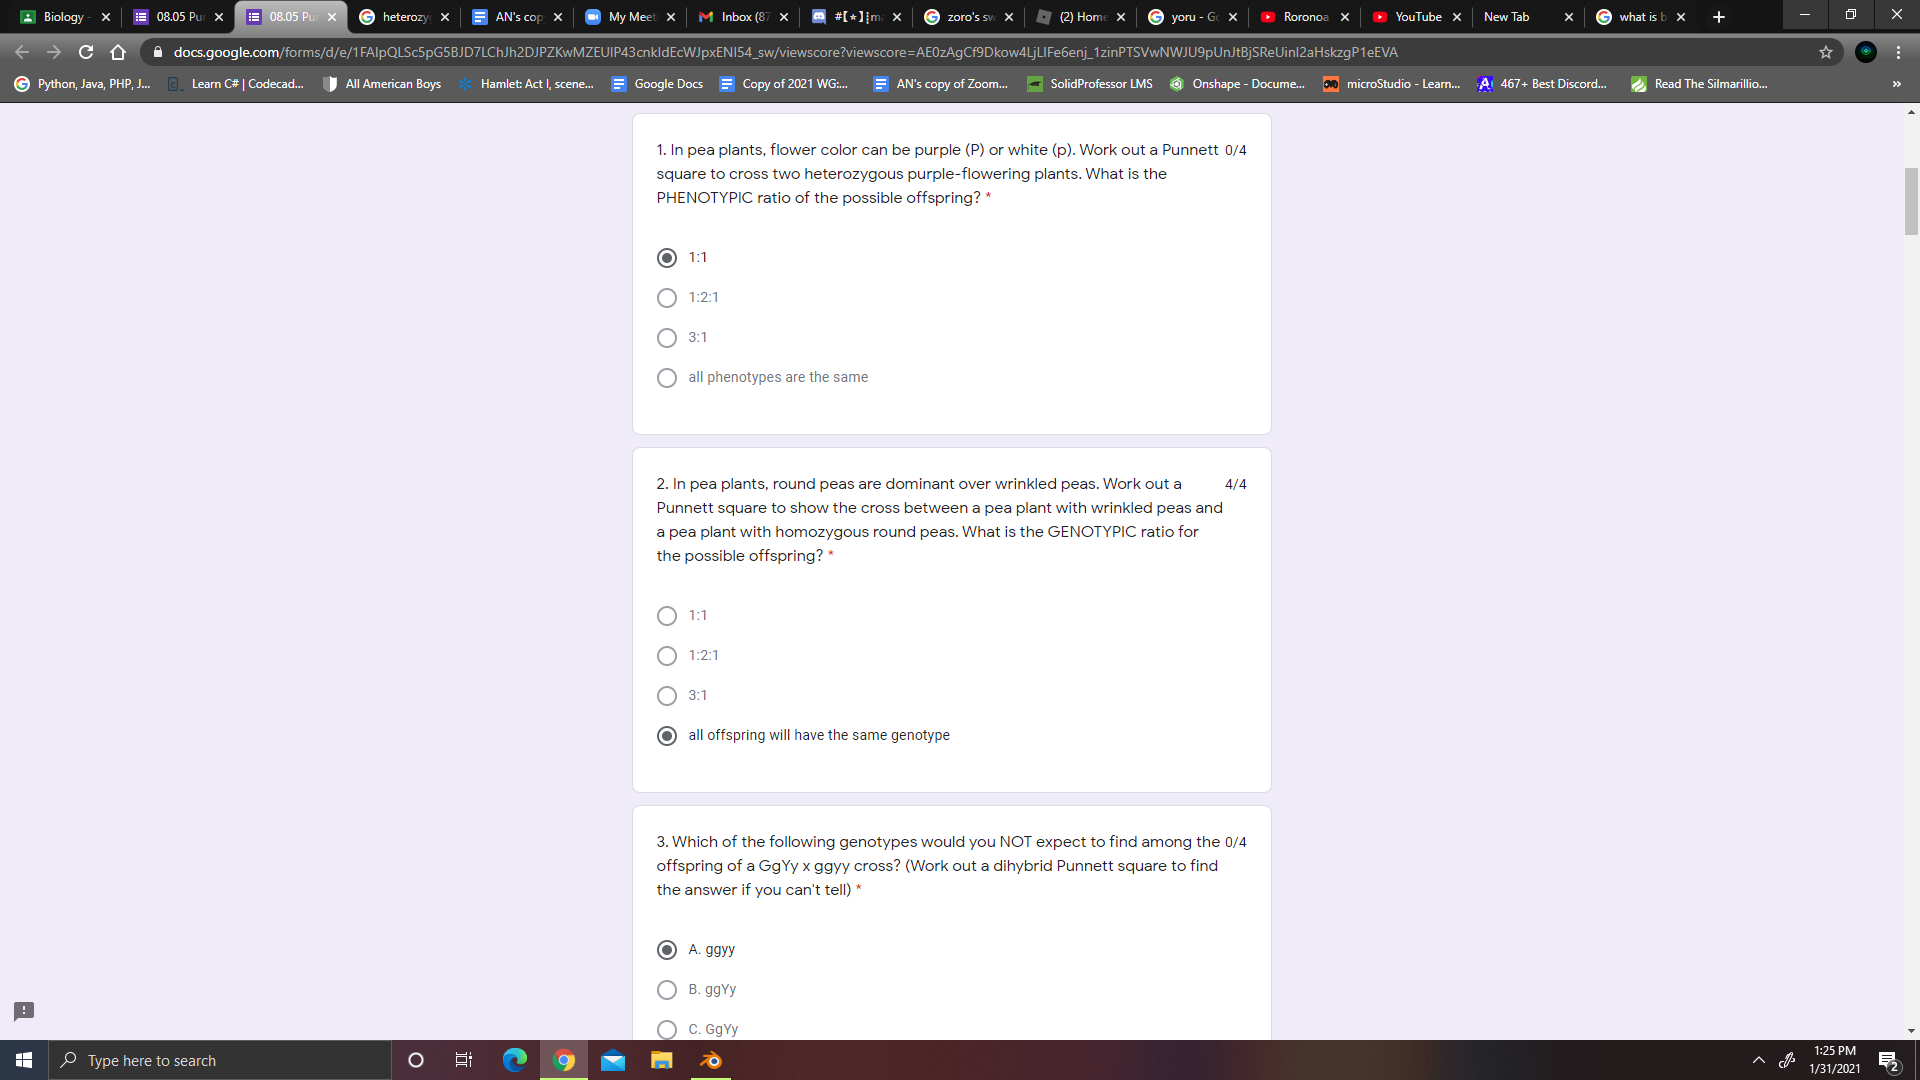 Biology -
08.05 Pu
08.05 Pu
heterozy
AN's cop
My Meet
Inbox (87
zoro's sw
(2) Home
yoru - Go
Roronoa
YouTube
New Tab
what is b
docs.google.com/forms/d/e/1FAIpQLSc5pG5BJD7LChJh2DJPZKwMZEUlP43cnkIdEcWJpxENI54_sw/viewscore?viewscore=AE0zAgCf9Dkow4LjLIFe6enj_1zinPTSVwNWJU9pUnJtBjSReUinI2aHskzgP1eEVA
Python, Java, PHP, J...
Learn C# | Codecad...
All American Boys
Hamlet: Act I, scene...
Google Docs
Copy of 2021 WG:...
AN's copy of Zoom...
SolidProfessor LMS
Onshape - Docume...
microStudio - Learn...
467+ Best Discord...
Read The Silmarillio...
»
1. In pea plants, flower color can be purple (P) or white (p). Work out a Punnett 0/4
square to cross two heterozygous purple-flowering plants. What is the
PHENOTYPIC ratio of the possible offspring? *
1:1
1:2:1
3:1
all phenotypes are the same
2. In pea plants, round peas are dominant over wrinkled peas. Work out a 4/4
Punnett square to show the cross between a pea plant with wrinkled peas and
a pea plant with homozygous round peas. What is the GENOTYPIC ratio for
the possible offspring? *
1:1
1:2:1
3:1
all offspring will have the same genotype
3. Which of the following genotypes would you NOT expect to find among the 0/4
offspring of a GgYy x ggyy cross? (Work out a dihybrid Punnett square to find
the answer if you can't tell) *
A. ggyy
B. ggYy
C. GgYy
Type here to search
1:25 PM
1/31/2021
2